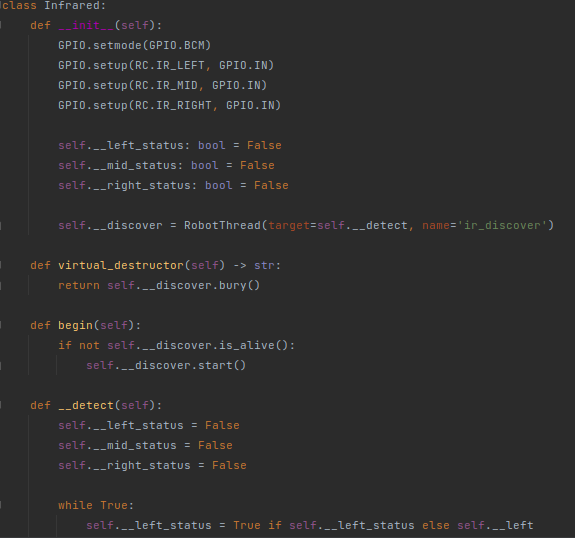 class Infrared:
    def __init__(self):
        GPIO.setmode(GPIO.BCM)
        GPIO.setup(RC.IR_LEFT, GPIO.IN)
        GPIO.setup(RC.IR_MID, GPIO.IN)
        GPIO.setup(RC.IR_RIGHT, GPIO.IN)
        self.__left_status: bool = False
        self.__mid_status: bool = False
        self.__right_status: bool = False
        self.__discover = RobotThread(target=self.__detect, name='ir_discover')
    def virtual_destructor(self) -> str:
        return self.__discover.bury()
    def begin(self):
        if not self.__discover.is_alive():
            self.__discover.start()
    def __detect(self):
        self.__left_status = False
        self.__mid_status = False
        self.__right_status = False
        while True:
            self.__left_status = True if self.__left_status else self.__left